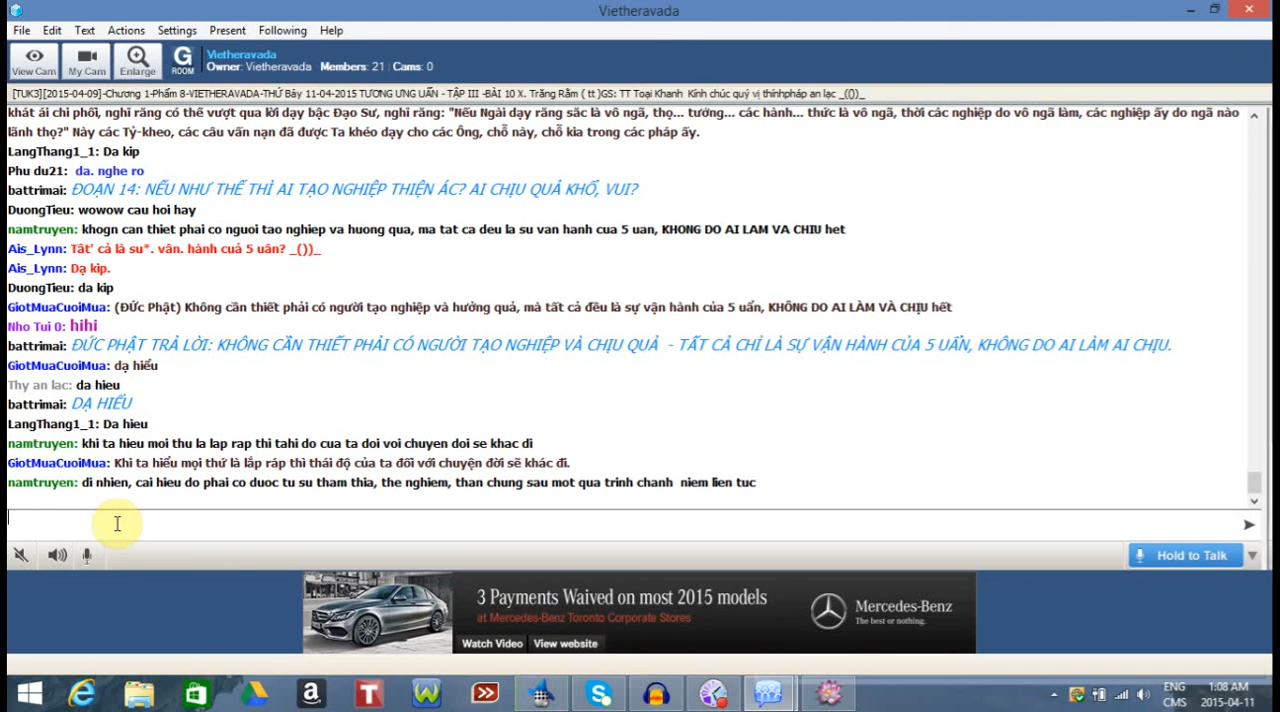 Vietheravada
File Edit Text Actions Settings Present Following Help
View Cam My Cam Enlarge G ROOM
Vietheravada
Owner: Vietheravada Members: 21 Cams: 0
[TUK3][2015-04-09]-Chương 1-Phẩm 8-VIETHERAVADA-THỨ Bảy 11-04-2015 TƯƠNG ƯNG UẨN - TẬP III -BÀI 10 X. Trăng Rằm ( tt )GS: TT Toại Khanh Kính chúc quý vị thínhpháp an lạc _(())_
khát ái chi phối, nghĩ rằng có thể vượt qua lời dạy bậc Đạo Sư, nghĩ rằng: "Nếu Ngài dạy rằng sắc là vô ngã, thọ... tưởng... các hành... thức là vô ngã, thời các nghiệp do vô ngã làm, các nghiệp ấy do ngã nào
lãnh thọ?" Này các Tỷ-kheo, các câu vấn nạn đã được Ta khéo dạy cho các Ông, chỗ này, chỗ kia trong các pháp ấy.
LangThang1_1: Da kip
Phu du21: da. nghe ro
battrimai: ĐOẠN 14: NẾU NHƯ THẾ THÌ AI TẠO NGHIỆP THIỆN ÁC? AI CHỊU QUẢ KHỔ, VUI?
DuongTieu: wowow cau hoi hay
namtruyen: khogn can thiet phai co nguoi tao nghiep va huong qua, ma tat ca deu la su van hanh cua 5 uan, KHONG DO AI LAM VA CHIU het
Ais_Lynn: Tât' cả là su*. vân. hành cuả 5 uân? _())_
Ais_Lynn: Dạ kịp.
DuongTieu: da kip
GiotMuaCuoiMua: (ĐỨc Phật) Không cần thiết phải có người tạo nghiệp và hưởng quả, mà tất cả đều là sự vận hành của 5 uẩn, KHÔNG DO AI LÀM VÀ CHỊU hết
Nho Tui 0: hihi
battrimai: ĐỨC PHẬT TRẢ LỜI: KHÔNG CẦN THIẾT PHẢI CÓ NGƯỜI TẠO NGHIỆP VÀ CHỊU QUẢ - TẤT CẢ CHỈ LÀ SỰ VẬN HÀNH CỦA 5 UẨN, KHÔNG DO AI LÀM AI CHỊU.
GiotMuaCuoiMua: dạ hiểu
Thy an lac: da hieu
battrimai: DẠ HIỂU
LangThang1_1: Da hieu
namtruyen: khi ta hieu moi thu la lap rap thi tahi do cua ta doi voi chuyen doi se khac di
GiotMuaCuoiMua: Khi ta hiểu mọi thứ là lắp ráp thì thái độ của ta đối với chuyện đời sẽ khác đi.
namtruyen: di nhien, cai hieu do phai co duoc tu su tham thia, the nghiem, than chung sau mot qua trinh chanh niem lien tuc
Hold to Talk
3 Payments Waived on most 2015 models
at Mercedes-Benz Toronto Corporate Stores
Watch Video View website
Mercedes-Benz
The best or nothing.
ENG 1:08 AM
CMS 2015-04-11